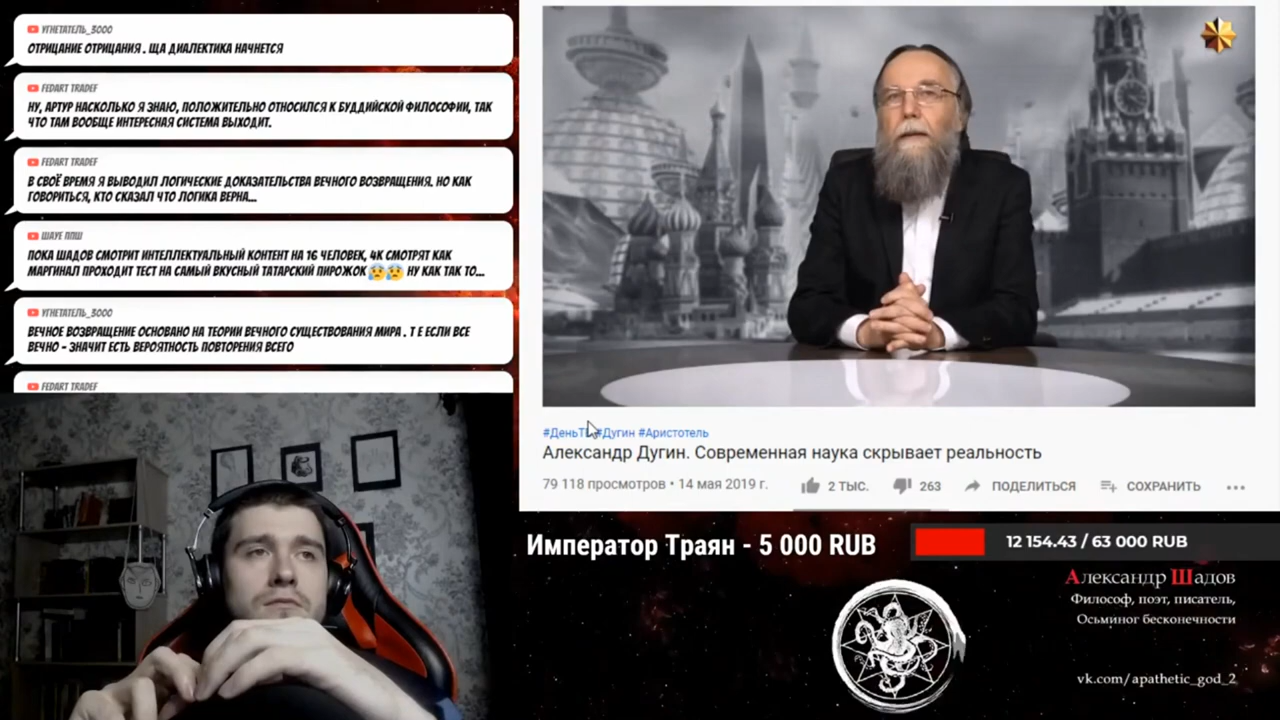 УГНЕТАТЕЛЬ_3000
ОТРИЦАНИЕ ОТРИЦАНИЯ . ЩА ДИАЛЕКТИКА НАЧНЕТСЯ
FEDART TRADEF
НУ, АРТУР НАСКОЛЬКО Я ЗНАЮ, ПОЛОЖИТЕЛЬНО ОТНОСИЛСЯ К БУДДИЙСКОЙ ФИЛОСОФИИ, ТАК
ЧТО ТАМ ВООБЩЕ ИНТЕРЕСНАЯ СИСТЕМА ВЫХОДИТ.
FEDART TRADEF
В СВОЁ ВРЕМЯ Я ВЫВОДИЛ ЛОГИЧЕСКИЕ ДОКАЗАТЕЛЬСТВА ВЕЧНОГО ВОЗВРАЩЕНИЯ. НО КАК
ГОВОРИТЬСЯ, КТО СКАЗАЛ ЧТО ЛОГИКА ВЕРНА...
ШАУЕ ППШ
ПОКА ШАДОВ СМОТРИТ ИНТЕЛЛЕКТУАЛЬНЫЙ КОНТЕНТ НА 16 ЧЕЛОВЕК, 4К СМОТРЯТ КАК
МАРГИНАЛ ПРОХОДИТ ТЕСТ НА САМЫЙ ВКУСНЫЙ ТАТАРСКИЙ ПИРОЖОК 😰😰 НУ КАК ТАК ТО...
УГНЕТАТЕЛЬ_3000
ВЕЧНОЕ ВОЗВРАЩЕНИЕ ОСНОВАНО НА ТЕОРИИ ВЕЧНОГО СУЩЕСТВОВАНИЯ МИРА . Т Е ЕСЛИ ВСЕ
ВЕЧНО - ЗНАЧИТ ЕСТЬ ВЕРОЯТНОСТЬ ПОВТОРЕНИЯ ВСЕГО
FEDART TRADEF
#ДеньТ #Дугин #Аристотель
Александр Дугин. Современная наука скрывает реальность
79 118 просмотров • 14 мая 2019 г.
2 ТЫС. 263 ПОДЕЛИТЬСЯ СОХРАНИТЬ
Император Траян - 5 000 RUB
12 154.43 / 63 000 RUB
Александр Шадов
Философ, поэт, писатель,
Осьминог бесконечности
vk.com/apathetic_god_2